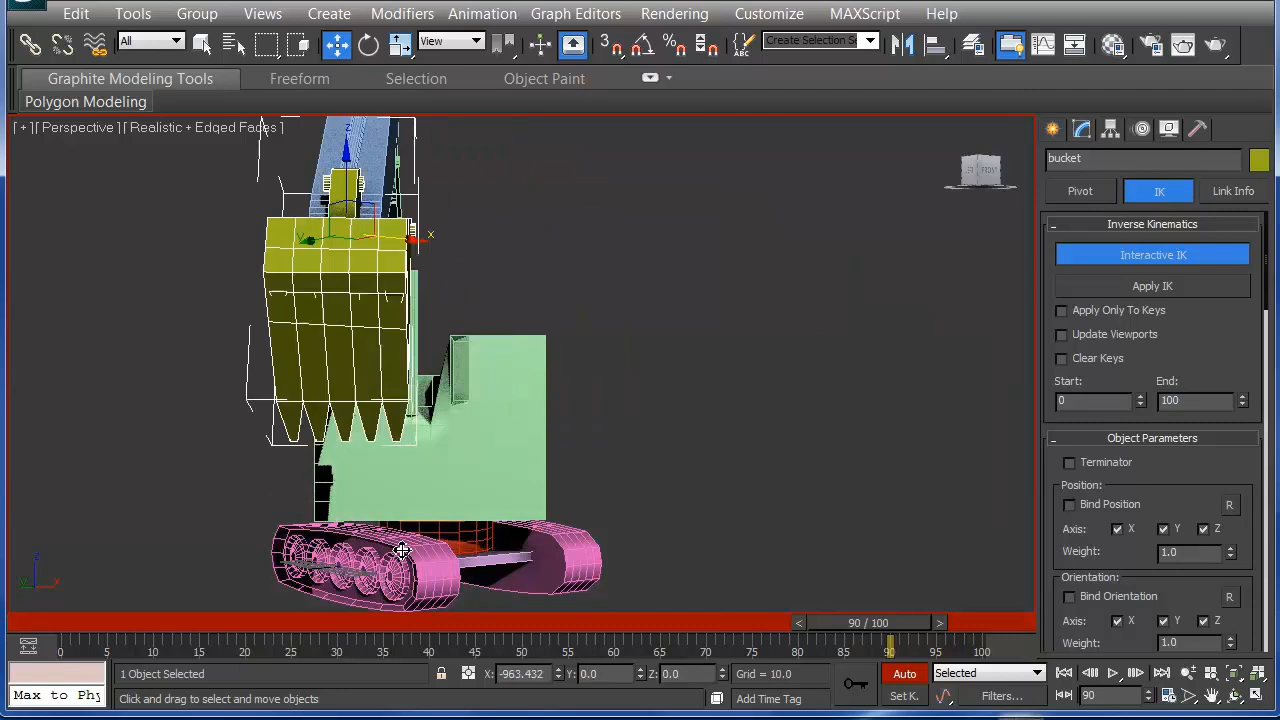 Edit Tools Group Views Create Modifiers Animation Graph Editors Rendering Customize MAXScript Help
All View 3 % ABC Create Selection Se
Graphite Modeling Tools Freeform Selection Object Paint
Polygon Modeling
[ + ] [ Perspective ] [ Realistic + Edged Faces ]
bucket
Pivot IK Link Info
Inverse Kinematics
Interactive IK
Apply IK
Apply Only To Keys
Update Viewports
Clear Keys
Start: End:
0 100
Object Parameters
Terminator
Position:
Bind Position R
Axis: X Y Z
Weight: 1.0
Orientation:
Bind Orientation R
Axis: X Y Z
Weight: 1.0
z
y x
FRONT
z
y x
< 90 / 100 >
0 5 10 15 20 25 30 35 40 45 50 55 60 65 70 75 80 85 90 95 100
1 Object Selected X: -963.432 Y: 0.0 Z: 0.0 Grid = 10.0 Auto Selected
Max to Phy Click and drag to select and move objects Add Time Tag Set K. Filters... 90